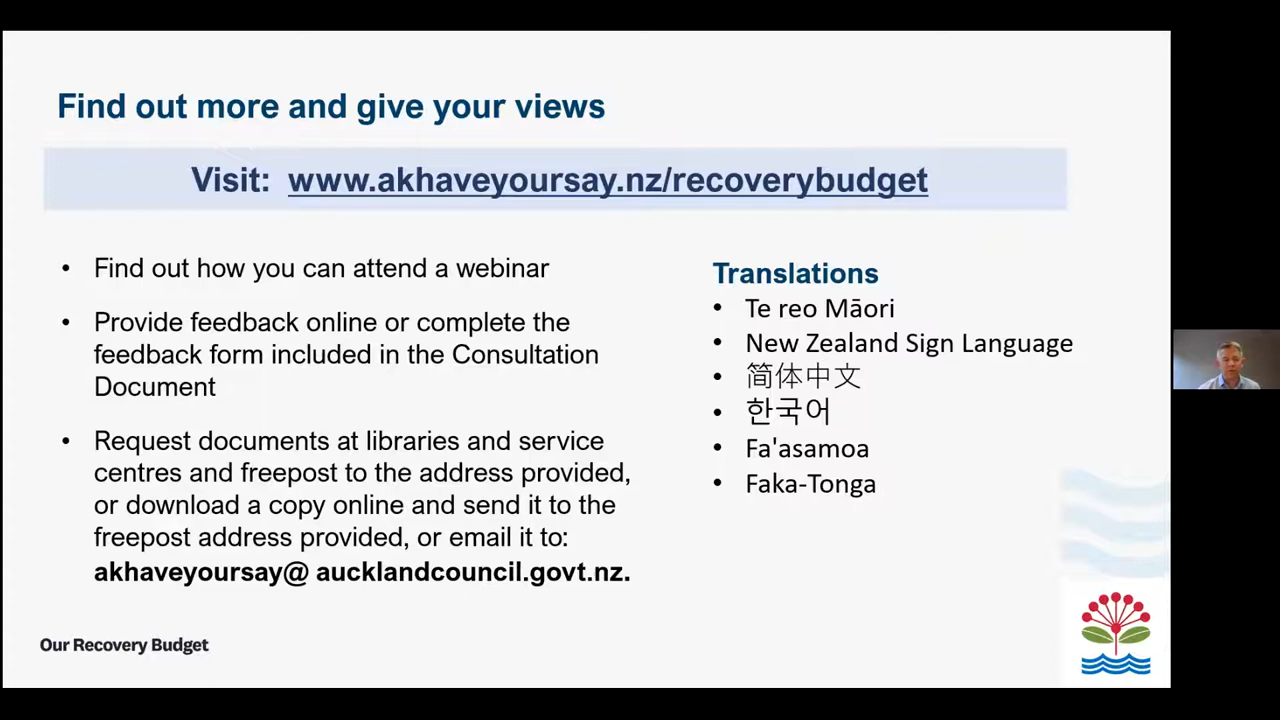 Find out more and give your views
Visit: www.akhaveyoursay.nz/recoverybudget
• Find out how you can attend a webinar
• Provide feedback online or complete the
feedback form included in the Consultation
Document
• Request documents at libraries and service
centres and freepost to the address provided,
or download a copy online and send it to the
freepost address provided, or email it to:
akhaveyoursay@ aucklandcouncil.govt.nz.
Translations
• Te reo Māori
• New Zealand Sign Language
• 简体中文
• 한국어
• Fa'asamoa
• Faka-Tonga
Our Recovery Budget